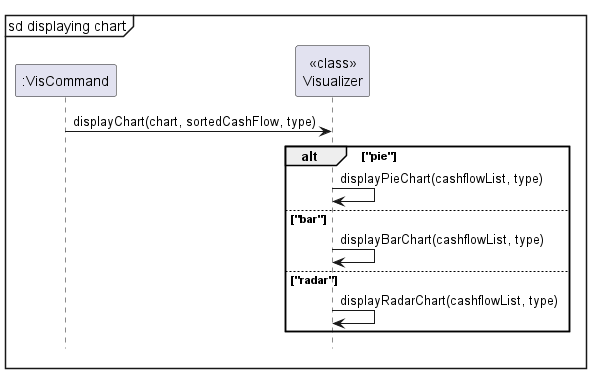 sd displaying chart
:VisCommand
«class»
Visualizer
displayChart(chart, sortedCashFlow, type)
alt ["pie"]
displayPieChart(cashflowList, type)
["bar"]
displayBarChart(cashflowList, type)
["radar"]
displayRadarChart(cashflowList, type)